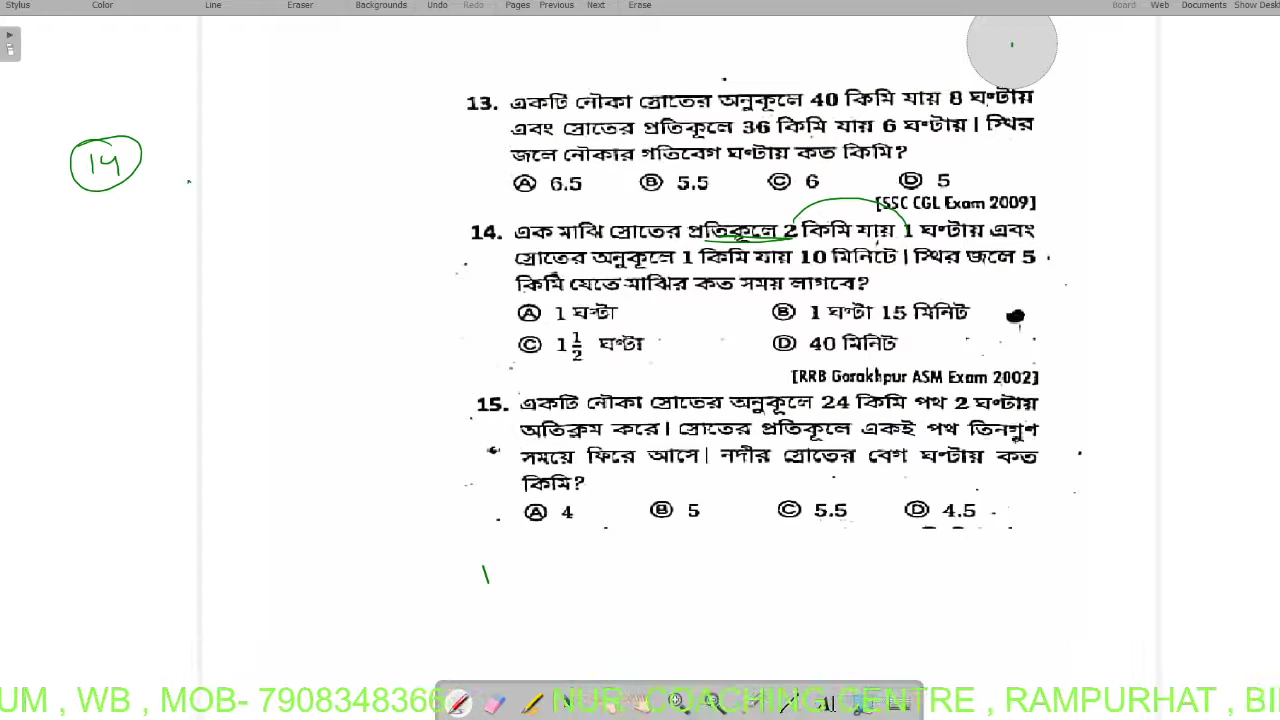 Stylus Color Line Eraser Backgrounds Undo Redo Pages Previous Next Erase Board Web Documents Show Desk
14
13. একটি নৌকা স্রোতের অনুকূলে 40 কিমি যায় 8 ঘণ্টায়
এবং স্রোতের প্রতিকূলে 36 কিমি যায় 6 ঘণ্টায়। স্থির
জলে নৌকার গতিবেগ ঘণ্টায় কত কিমি?
Ⓐ 6.5 Ⓑ 5.5 Ⓒ 6 Ⓓ 5
[SSC CGL Exam 2009]
14. এক মাঝি স্রোতের প্রতিকূলে 2 কিমি যায় 1 ঘণ্টায় এবং
স্রোতের অনুকূলে 1 কিমি যায় 10 মিনিটে। স্থির জলে 5
কিমি যেতে মাঝির কত সময় লাগবে?
Ⓐ 1 ঘণ্টা Ⓑ 1 ঘণ্টা 15 মিনিট
Ⓒ 1 1/2 ঘণ্টা Ⓓ 40 মিনিট
[RRB Gorakhpur ASM Exam 2002]
15. একটি নৌকা স্রোতের অনুকূলে 24 কিমি পথ 2 ঘণ্টায়
অতিক্রম করে। স্রোতের প্রতিকূলে একই পথ তিনগুণ
সময়ে ফিরে আসে। নদীর স্রোতের বেগ ঘণ্টায় কত
কিমি?
Ⓐ 4 Ⓑ 5 Ⓒ 5.5 Ⓓ 4.5
UM , WB , MOB- 7908348366 NUR COACHING CENTRE , RAMPURHAT , BI